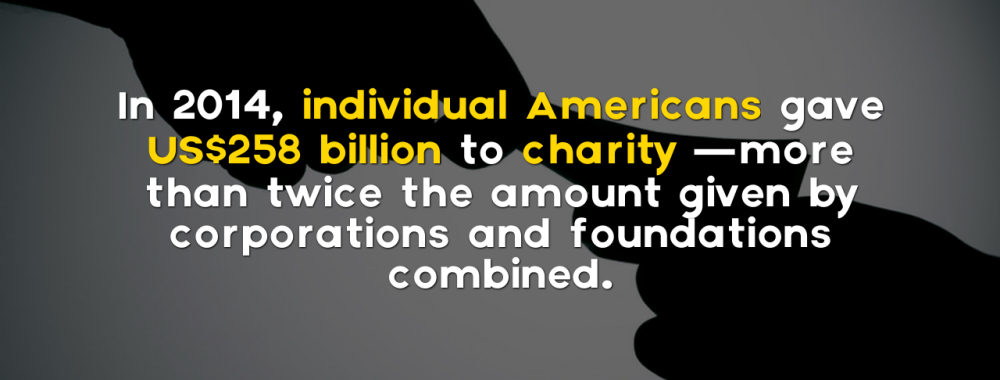 In 2014, individual Americans gave
US$258 billion to charity —more
than twice the amount given by
corporations and foundations
combined.